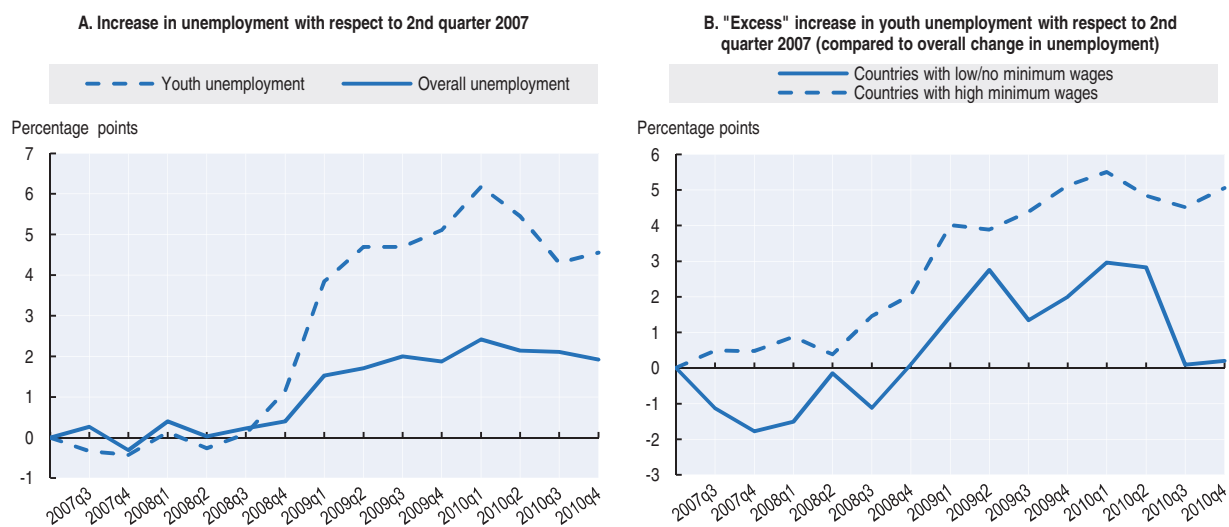 A. Increase in unemployment with respect to 2nd quarter 2007
Youth unemployment
Overall unemployment
Percentage points
7
6
5
4
3
2
1
0
-1
2007q3
2007q4
2008q1
2008q2
2008q3
2008q4
2009q1
2009q2
2009q3
2009q4
2010q1
2010q2
2010q3
2010q4
B. "Excess" increase in youth unemployment with respect to 2nd
quarter 2007 (compared to overall change in unemployment)
Countries with low/no minimum wages
Countries with high minimum wages
Percentage points
6
5
4
3
2
1
0
-1
-2
-3
2007q3
2007q4
2008q1
2008q2
2008q3
2008q4
2009q1
2009q2
2009q3
2009q4
2010q1
2010q2
2010q3
2010q4